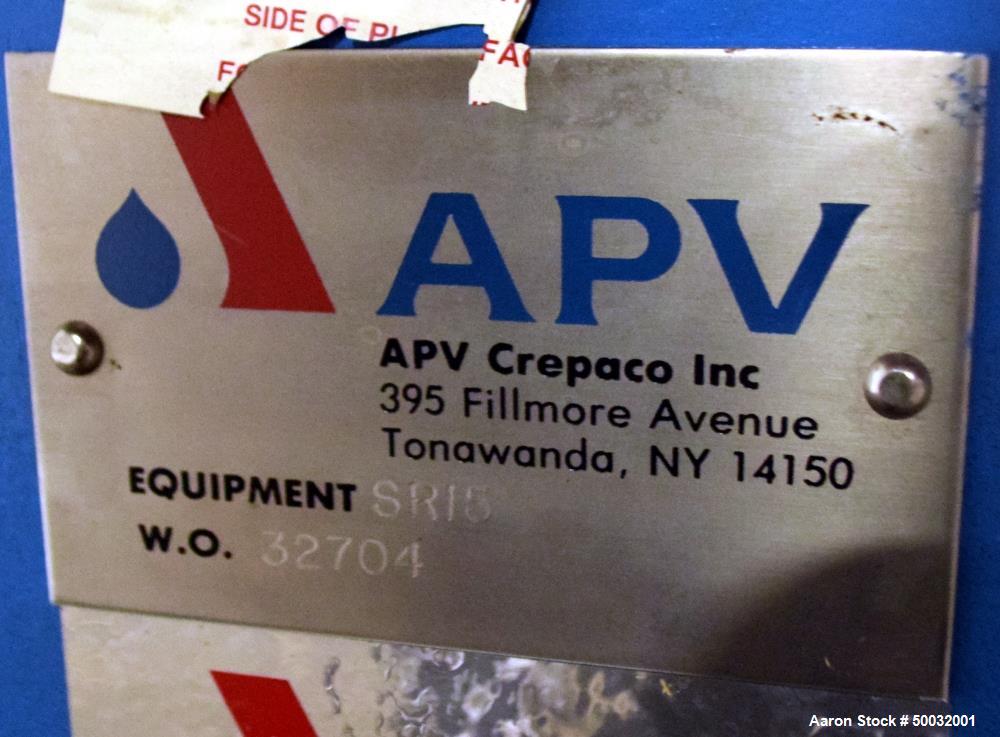 SIDE OF
APV
APV Crepaco Inc
395 Fillmore Avenue
Tonawanda, NY 14150
EQUIPMENT SR15
W.O. 32704
Aaron Stock # 50032001